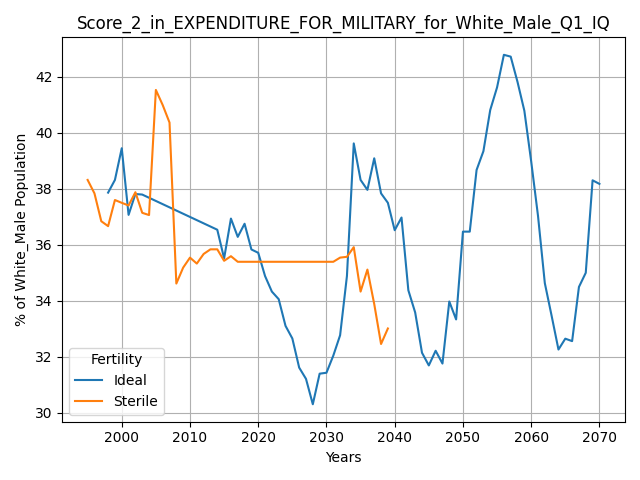 Score_2_in_EXPENDITURE_FOR_MILITARY_for_White_Male_Q1_IQ
% of White_Male Population
42
40
38
36
34
32
30
Fertility
Ideal
Sterile
2000 2010 2020 2030 2040 2050 2060 2070
Years